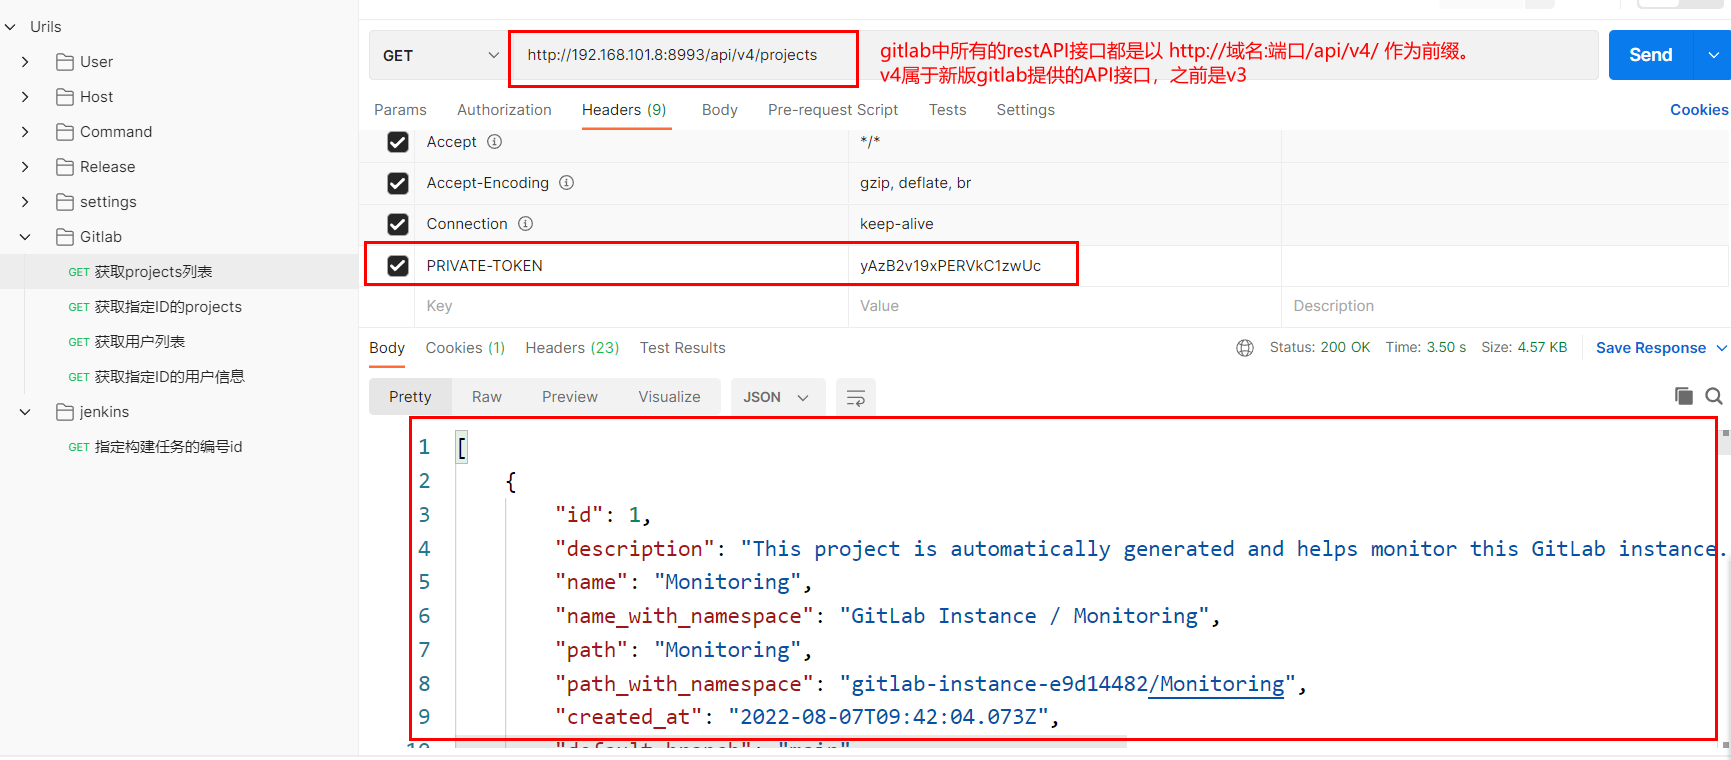 Urils
User
Host
Command
Release
settings
Gitlab
GET 获取projects列表
GET 获取指定ID的projects
GET 获取用户列表
GET 获取指定ID的用户信息
jenkins
GET 指定构建任务的编号id
GET
http://192.168.101.8:8993/api/v4/projects
gitlab中所有的restAPI接口都是以 http://域名:端口/api/v4/ 作为前缀。
v4属于新版gitlab提供的API接口，之前是v3
Send
Params Authorization Headers (9) Body Pre-request Script Tests Settings Cookies
Accept */*
Accept-Encoding gzip, deflate, br
Connection keep-alive
PRIVATE-TOKEN yAzB2v19xPERVkC1zwUc
Key Value Description
Body Cookies (1) Headers (23) Test Results Status: 200 OK Time: 3.50 s Size: 4.57 KB Save Response
Pretty Raw Preview Visualize JSON
1 [
2 {
3 "id": 1,
4 "description": "This project is automatically generated and helps monitor this GitLab instance.
5 "name": "Monitoring",
6 "name_with_namespace": "GitLab Instance / Monitoring",
7 "path": "Monitoring",
8 "path_with_namespace": "gitlab-instance-e9d14482/Monitoring",
9 "created_at": "2022-08-07T09:42:04.073Z",
10 "default_branch": "main"